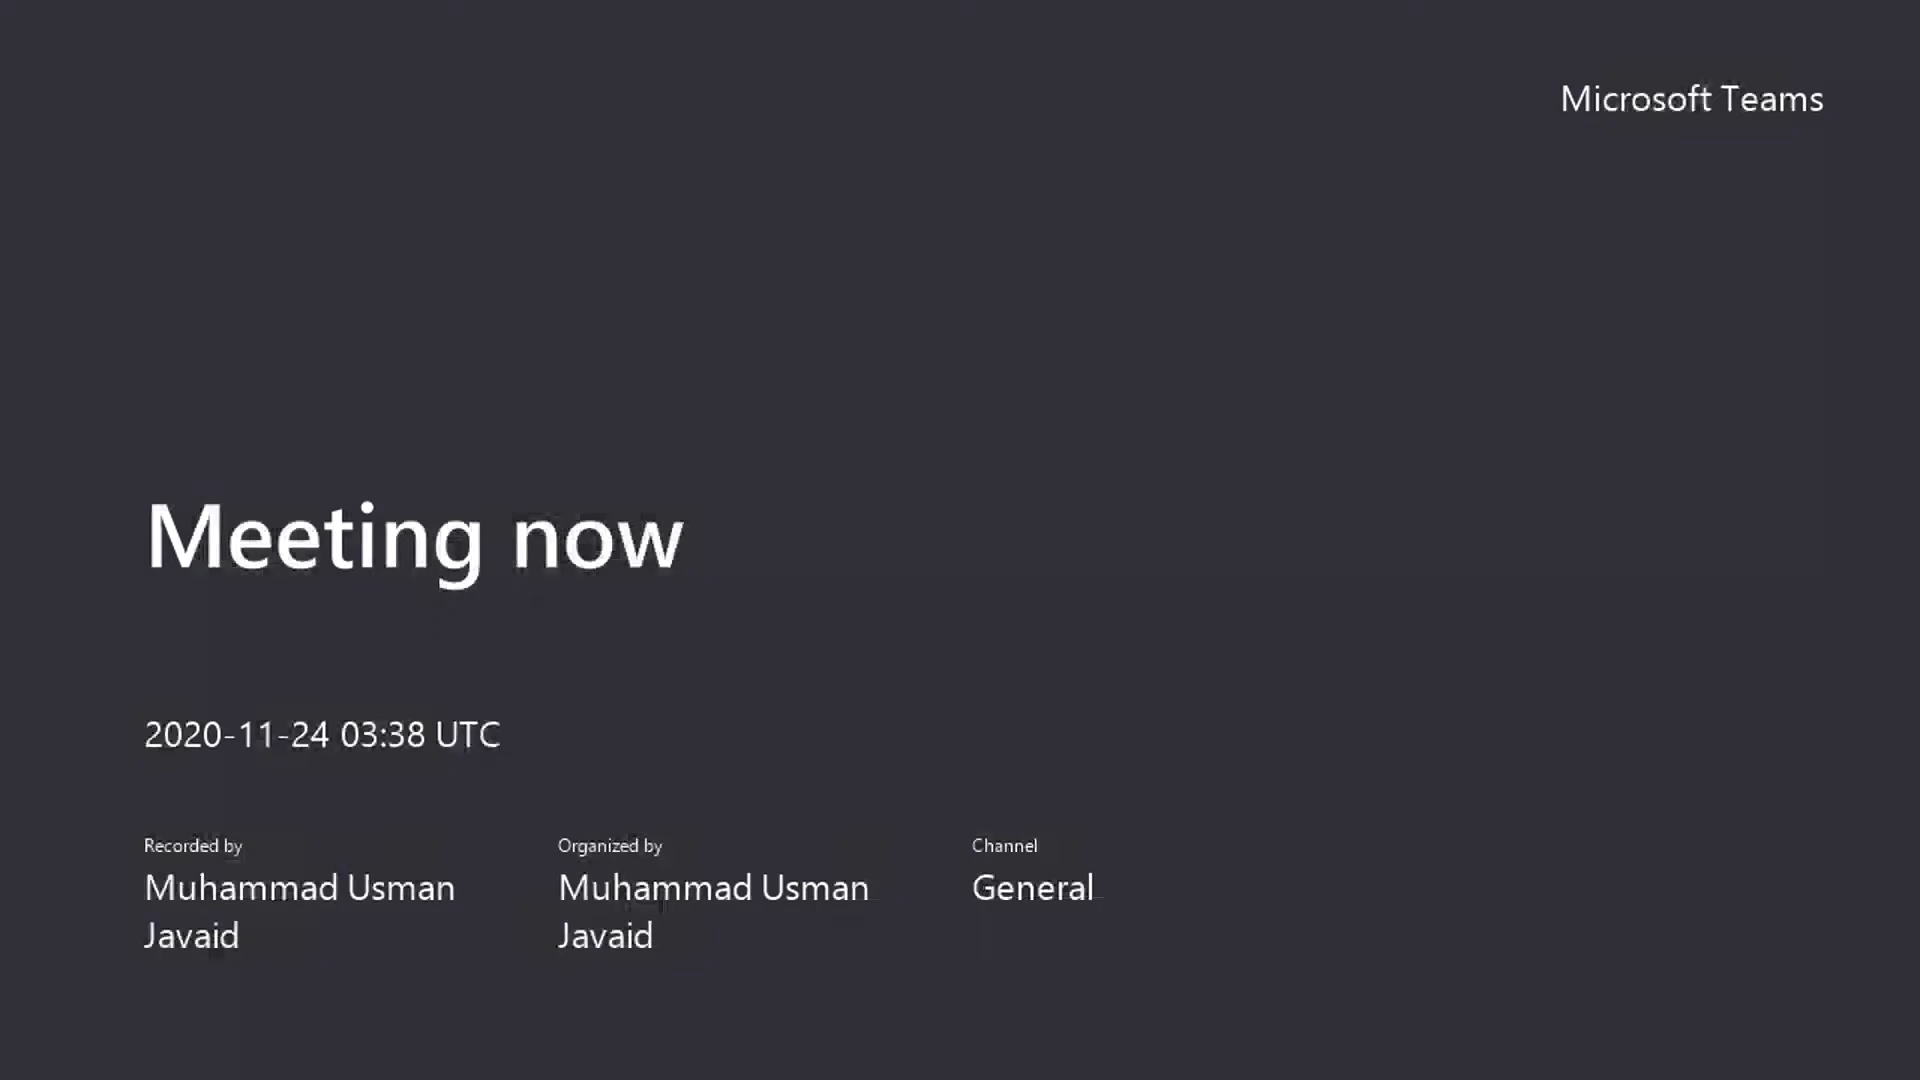 Microsoft Teams
Meeting now
2020-11-24 03:38 UTC
Recorded by
Muhammad Usman
Javaid
Organized by
Muhammad Usman
Javaid
Channel
General